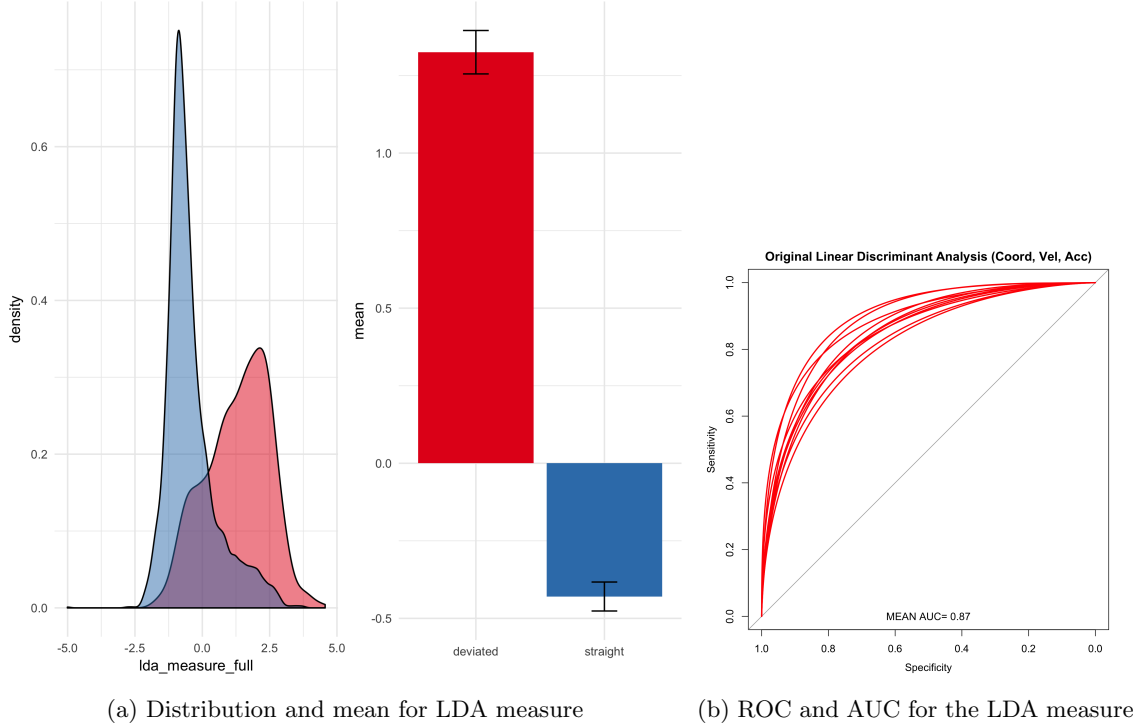 density
0.6
0.4
0.2
0.0
-5.0 -2.5 0.0 2.5 5.0
lda_measure_full
mean
1.0
0.5
0.0
-0.5
deviated straight
(a) Distribution and mean for LDA measure
Original Linear Discriminant Analysis (Coord, Vel, Acc)
Sensitivity
1.0
0.8
0.6
0.4
0.2
0.0
MEAN AUC= 0.87
1.0 0.8 0.6 0.4 0.2 0.0
Specificity
(b) ROC and AUC for the LDA measure